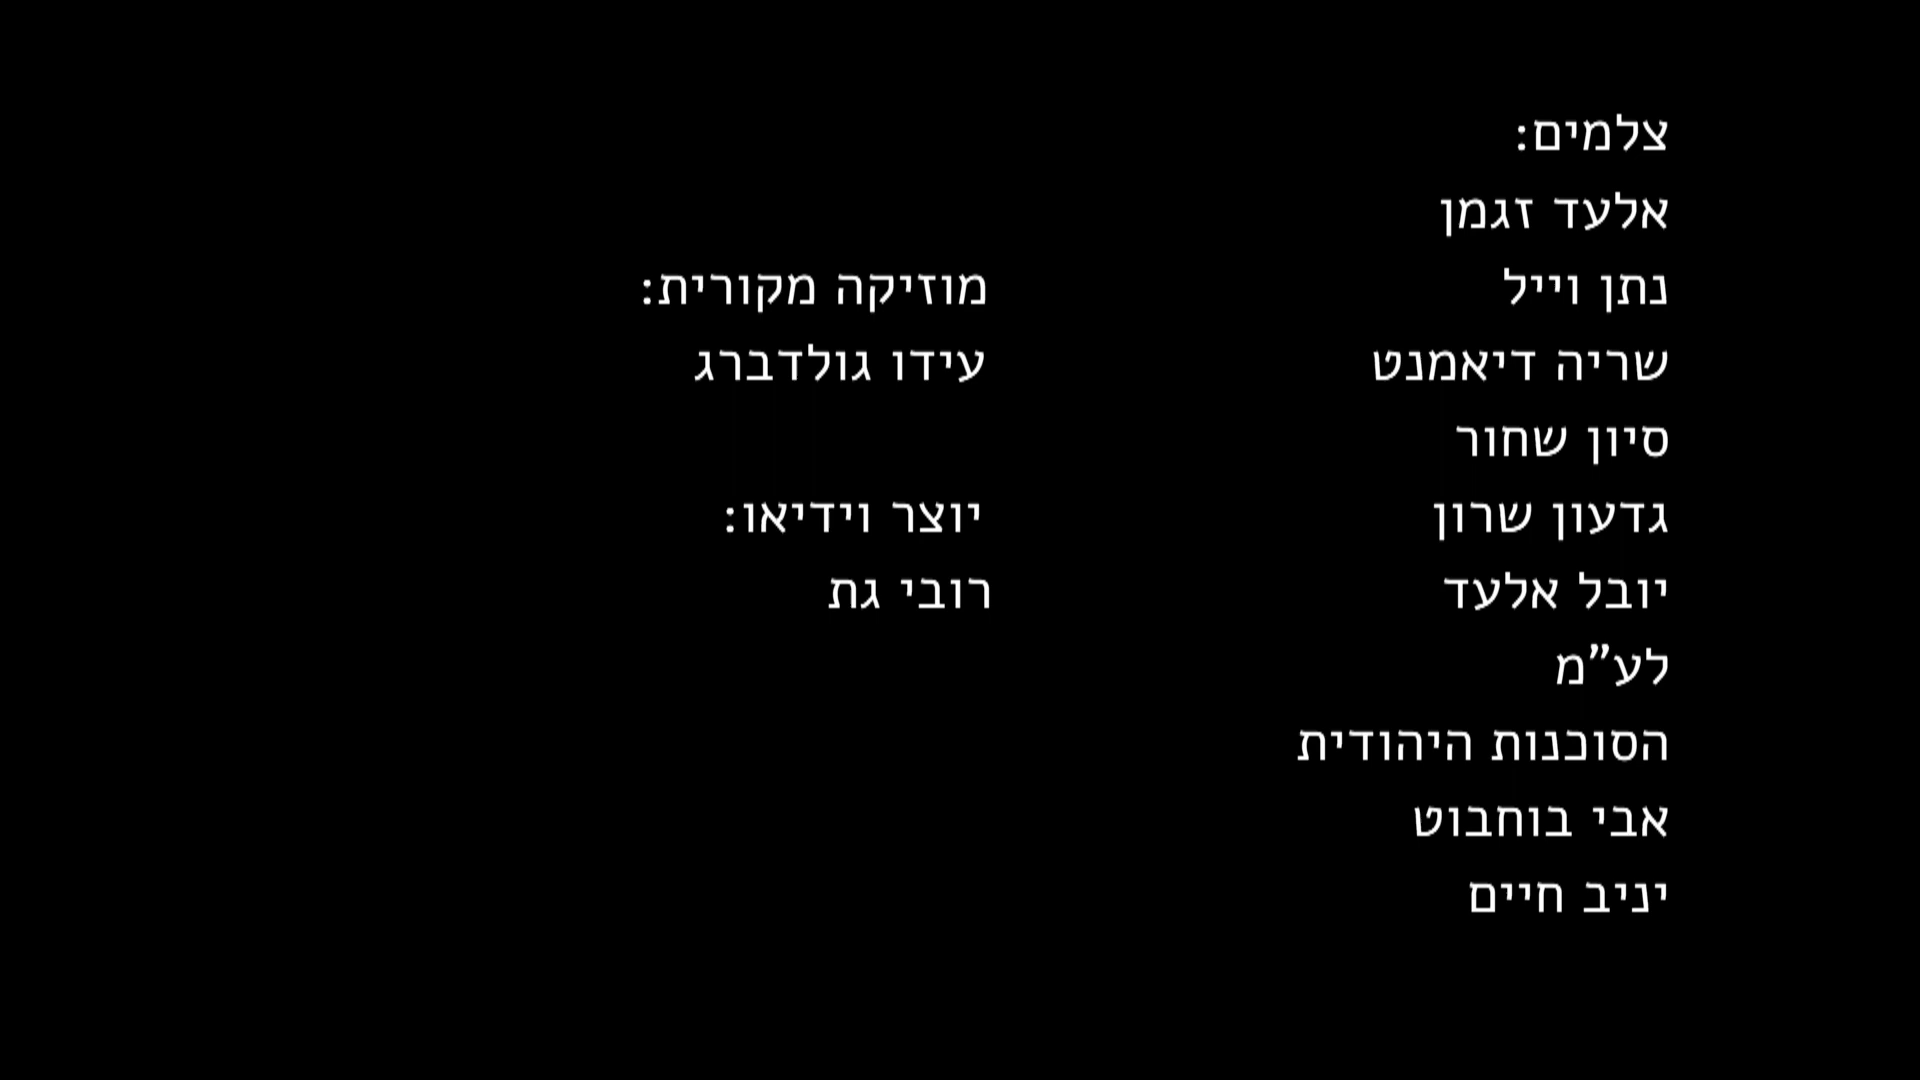 צלמים:
אלעד זגמן
נתן וייל
שריה דיאמנט
סיון שחור
גדעון שרון
יובל אלעד
לע"מ
הסוכנות היהודית
אבי בוחבוט
יניב חיים
מוזיקה מקורית:
עידו גולדברג
יוצר וידיאו:
רובי גת